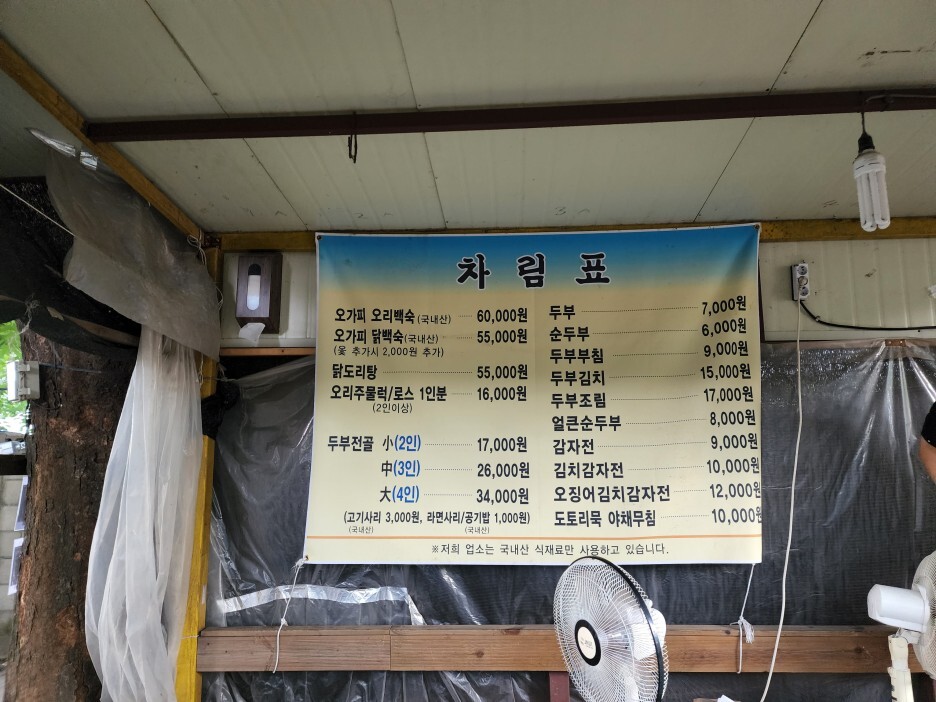 차림표
오가피 오리백숙(국내산) 60,000원
오가피 닭백숙(국내산) 55,000원
(옻 추가시 2,000원 추가)
닭도리탕 55,000원
오리주물럭/로스 1인분 16,000원
(2인이상)
두부전골 小(2인) 17,000원
中(3인) 26,000원
大(4인) 34,000원
(고기사리 3,000원, 라면사리/공기밥 1,000원)
(국내산) (국내산)
두부 7,000원
순두부 6,000원
두부부침 9,000원
두부김치 15,000원
두부조림 17,000원
얼큰순두부 8,000원
감자전 9,000원
김치감자전 10,000원
오징어김치감자전 12,000원
도토리묵 야채무침 10,000원
※저희 업소는 국내산 식재료만 사용하고 있습니다.